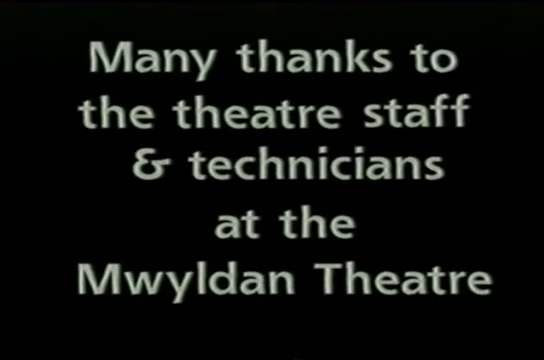 Many thanks to
the theatre staff
& technicians
at the
Mwyldan Theatre